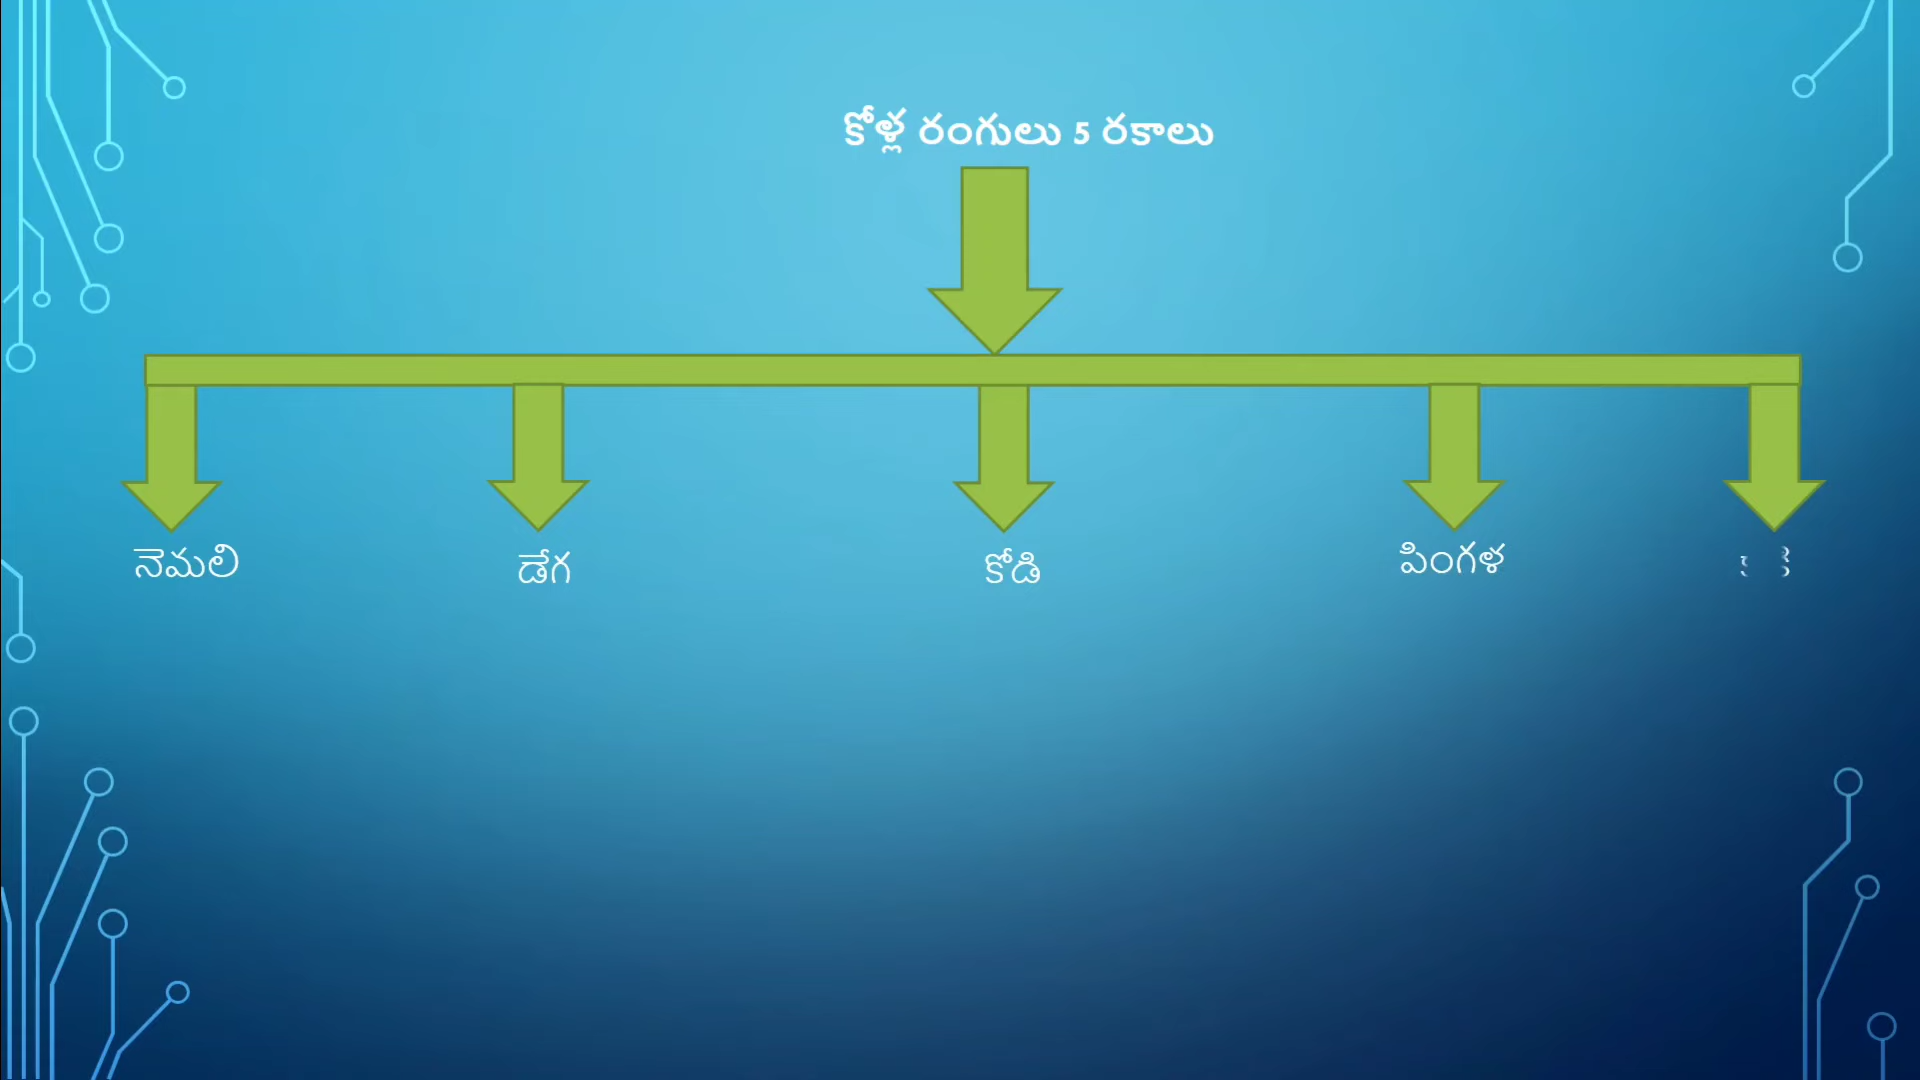 కోళ్ల రంగులు 5 రకాలు
నెమలి డేగ కోడి పింగళ